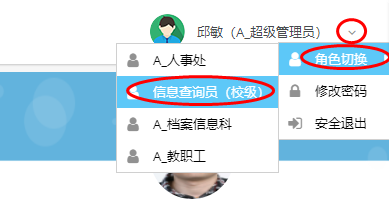 邱敏（A_超级管理员）
A_人事处
角色切换
信息查询员（校级）
修改密码
A_档案信息科
安全退出
A_教职工